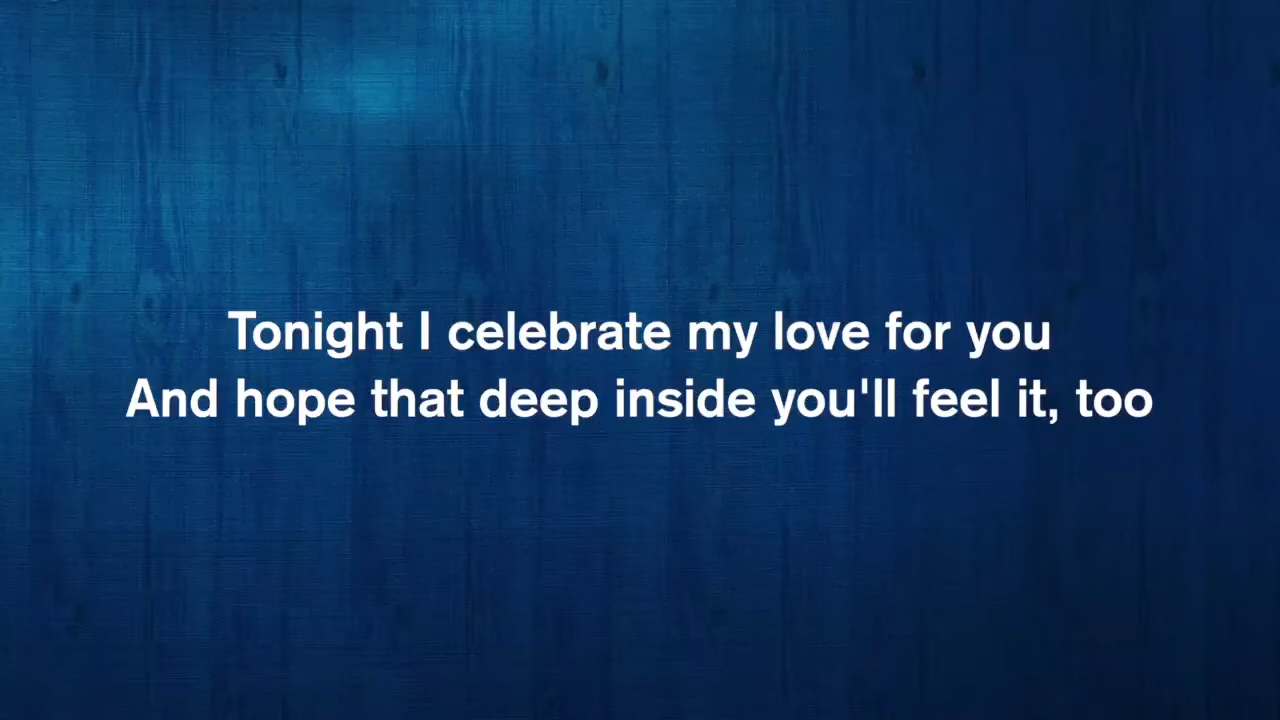 Tonight I celebrate my love for you
And hope that deep inside you'll feel it, too